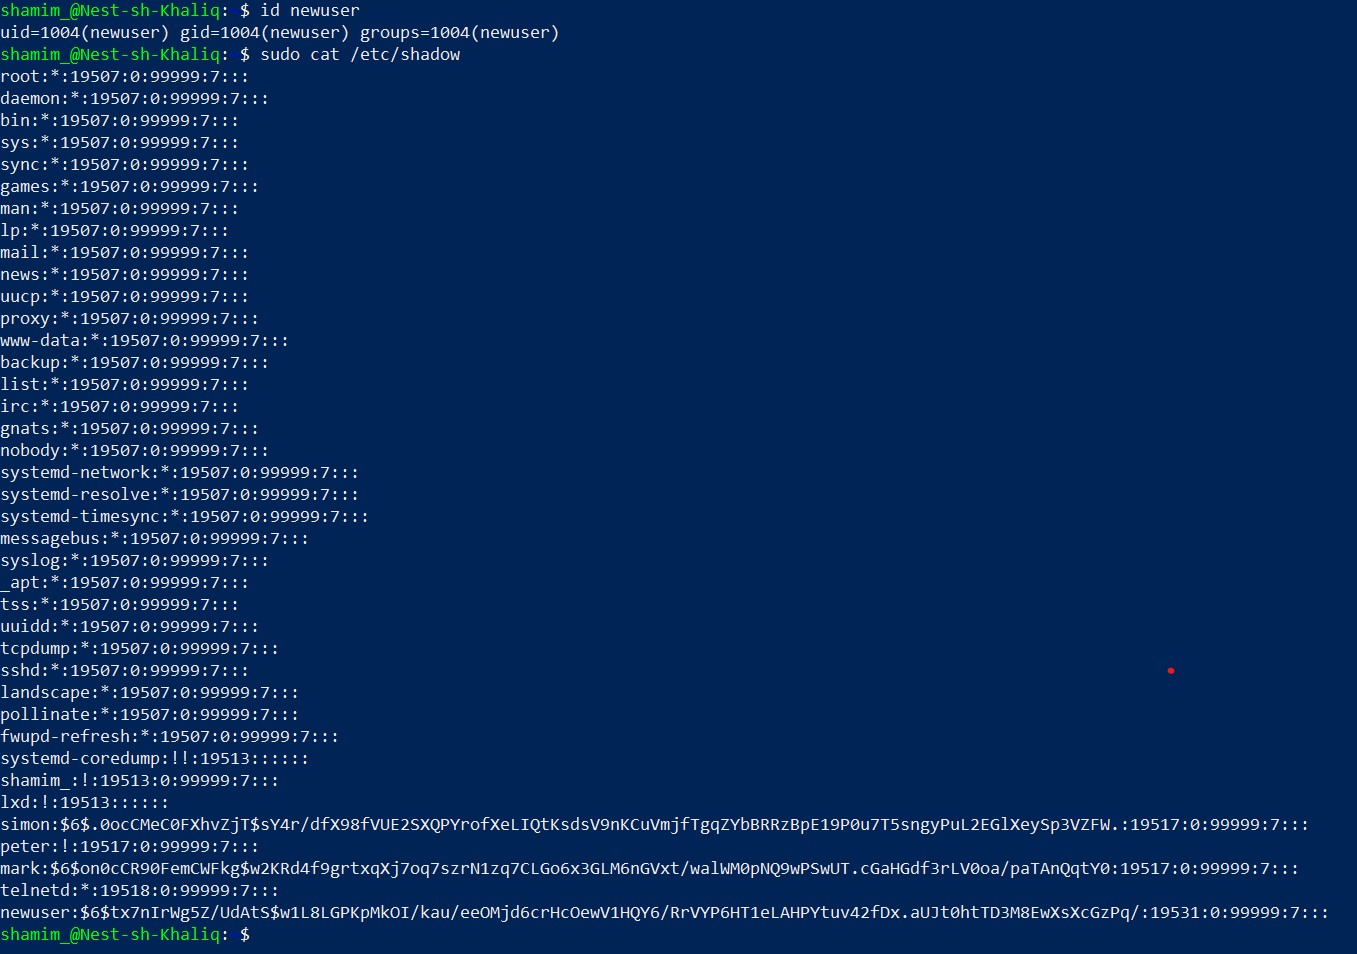 shamim_@Nest-sh-Khaliq:~$ id newuser
uid=1004(newuser) gid=1004(newuser) groups=1004(newuser)
shamim_@Nest-sh-Khaliq:~$ sudo cat /etc/shadow
root:*:19507:0:99999:7:::
daemon:*:19507:0:99999:7:::
bin:*:19507:0:99999:7:::
sys:*:19507:0:99999:7:::
sync:*:19507:0:99999:7:::
games:*:19507:0:99999:7:::
man:*:19507:0:99999:7:::
lp:*:19507:0:99999:7:::
mail:*:19507:0:99999:7:::
news:*:19507:0:99999:7:::
uucp:*:19507:0:99999:7:::
proxy:*:19507:0:99999:7:::
www-data:*:19507:0:99999:7:::
backup:*:19507:0:99999:7:::
list:*:19507:0:99999:7:::
irc:*:19507:0:99999:7:::
gnats:*:19507:0:99999:7:::
nobody:*:19507:0:99999:7:::
systemd-network:*:19507:0:99999:7:::
systemd-resolve:*:19507:0:99999:7:::
systemd-timesync:*:19507:0:99999:7:::
messagebus:*:19507:0:99999:7:::
syslog:*:19507:0:99999:7:::
_apt:*:19507:0:99999:7:::
tss:*:19507:0:99999:7:::
uuidd:*:19507:0:99999:7:::
tcpdump:*:19507:0:99999:7:::
sshd:*:19507:0:99999:7:::
landscape:*:19507:0:99999:7:::
pollinate:*:19507:0:99999:7:::
fwupd-refresh:*:19507:0:99999:7:::
systemd-coredump:!!:19513::::::
shamim_:!:19513:0:99999:7:::
lxd:!:19513::::::
simon:$6$.0ocCMeC0FXhvZjT$sY4r/dfX98fVUE2SXQPYrofXeLIQtKsdsV9nKCuVmjfTgqZYbBRRzBpE19P0u7T5sngyPuL2EGlXeySp3VZFW.:19517:0:99999:7:::
peter:!:19517:0:99999:7:::
mark:$6$on0cCR90FemCWFkg$w2KRd4f9grtxqXj7oq7szrN1zq7CLGo6x3GLM6nGVxt/walWM0pNQ9wPSwUT.cGaHGdf3rLV0oa/paTAnQqtY0:19517:0:99999:7:::
telnetd:*:19518:0:99999:7:::
newuser:$6$tx7nIrWg5Z/UdAtS$w1L8LGPKpMkOI/kau/eeOMjd6crHcOewV1HQY6/RrVYP6HT1eLAHPYtuv42fDx.aUJt0htTD3M8EwXsXcGzPq/:19531:0:99999:7:::
shamim_@Nest-sh-Khaliq:~$